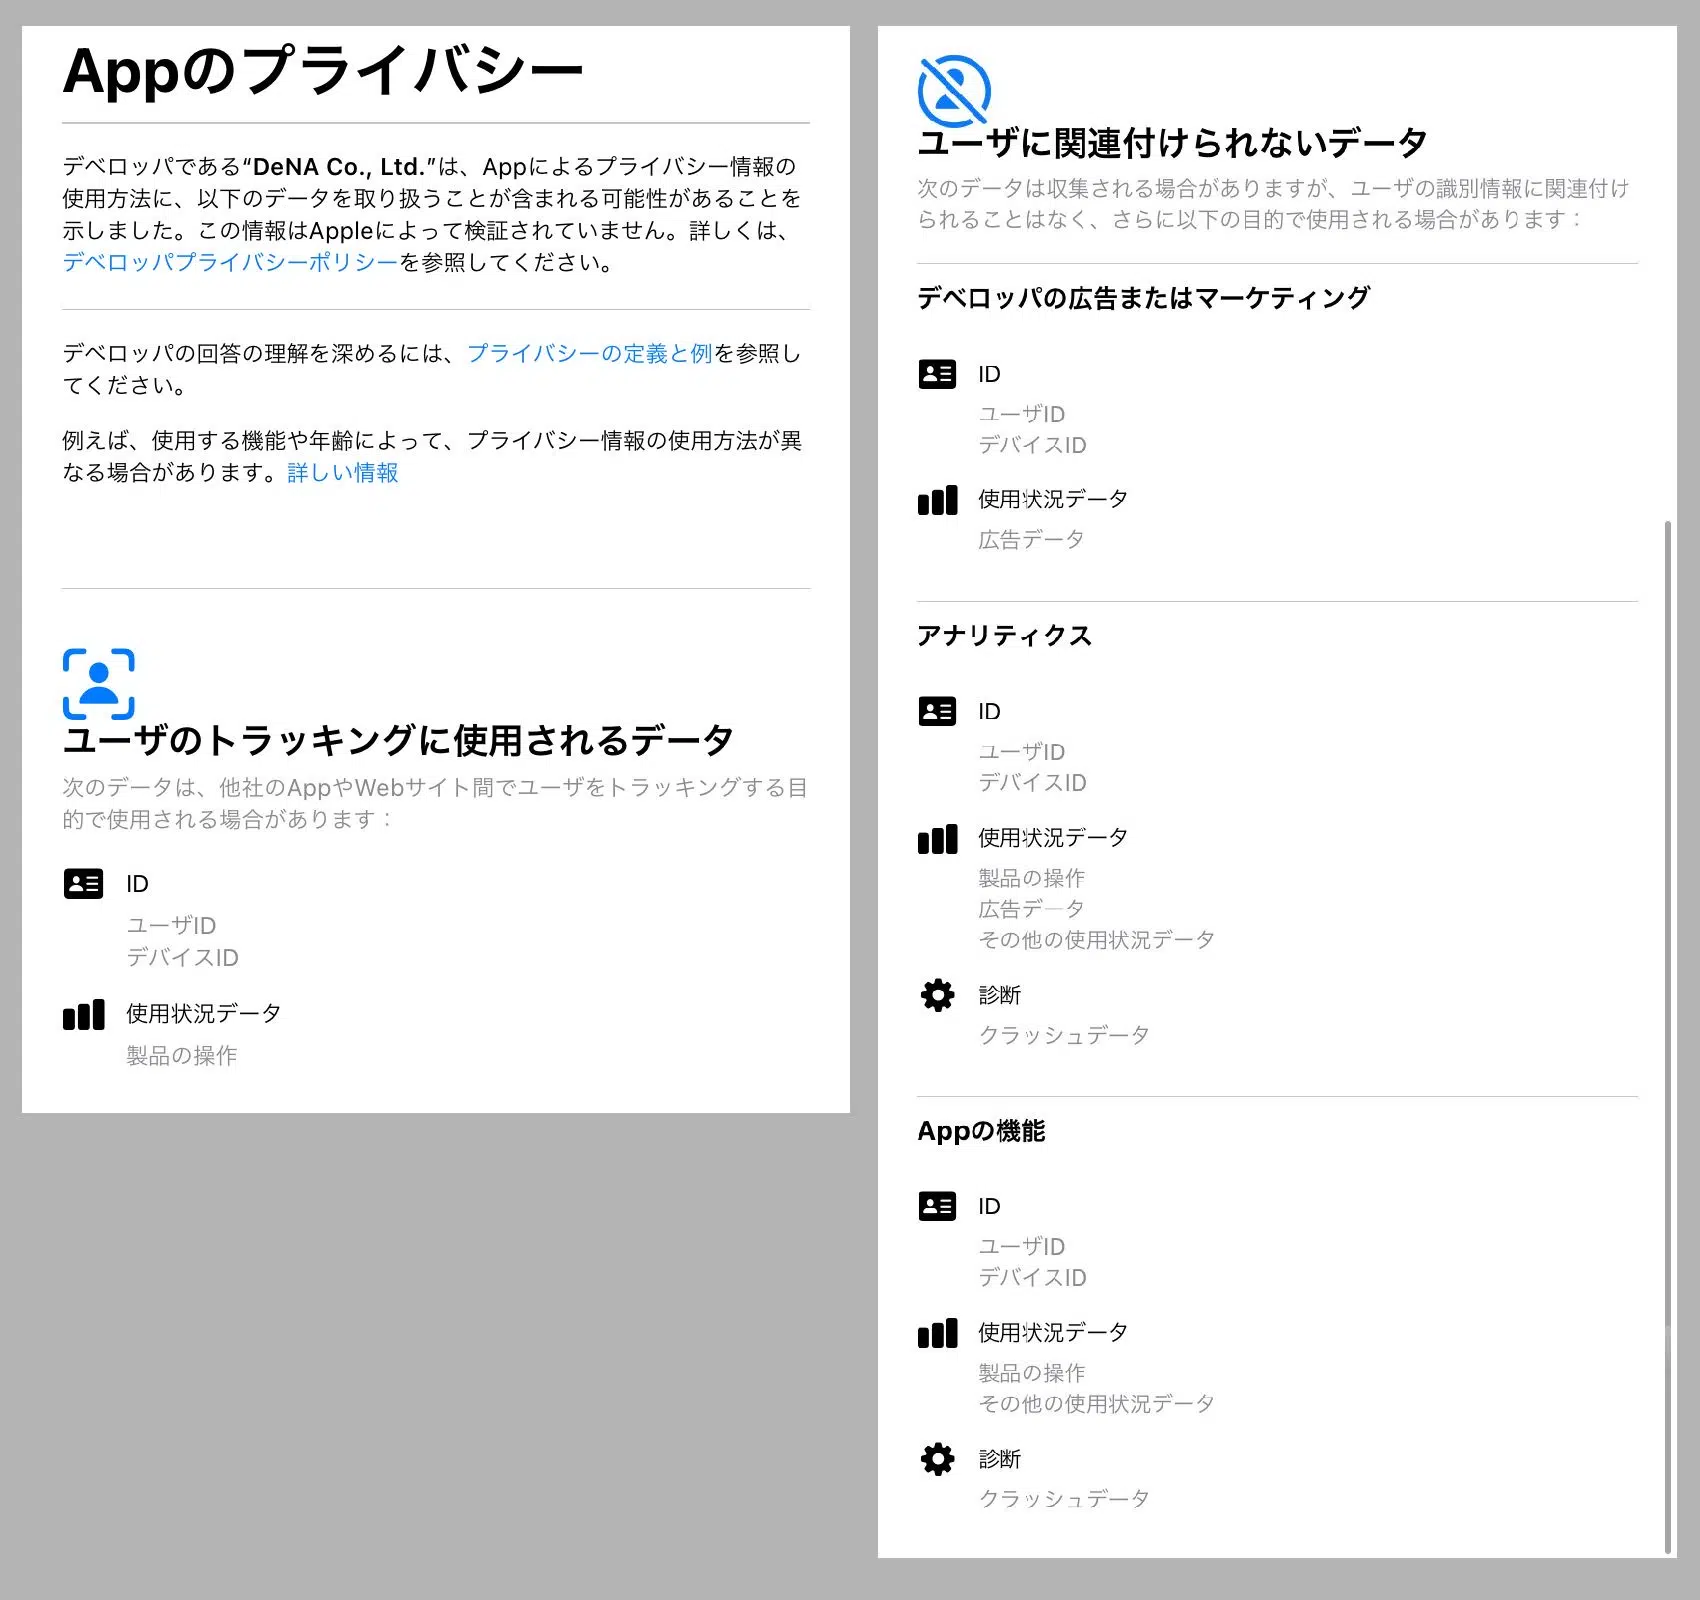 Appのプライバシー
デベロッパである“DeNA Co., Ltd.”は、Appによるプライバシー情報の
使用方法に、以下のデータを取り扱うことが含まれる可能性があることを
示しました。この情報はAppleによって検証されていません。詳しくは、
デベロッパプライバシーポリシーを参照してください。
デベロッパの回答の理解を深めるには、プライバシーの定義と例を参照し
てください。
例えば、使用する機能や年齢によって、プライバシー情報の使用方法が異
なる場合があります。詳しい情報
ユーザのトラッキングに使用されるデータ
次のデータは、他社のAppやWebサイト間でユーザをトラッキングする目
的で使用される場合があります：
ID
ユーザID
デバイスID
使用状況データ
製品の操作
ユーザに関連付けられないデータ
次のデータは収集される場合がありますが、ユーザの識別情報に関連付け
られることはなく、さらに以下の目的で使用される場合があります：
デベロッパの広告またはマーケティング
ID
ユーザID
デバイスID
使用状況データ
広告データ
アナリティクス
ID
ユーザID
デバイスID
使用状況データ
製品の操作
広告データ
その他の使用状況データ
診断
クラッシュデータ
Appの機能
ID
ユーザID
デバイスID
使用状況データ
製品の操作
その他の使用状況データ
診断
クラッシュデータ